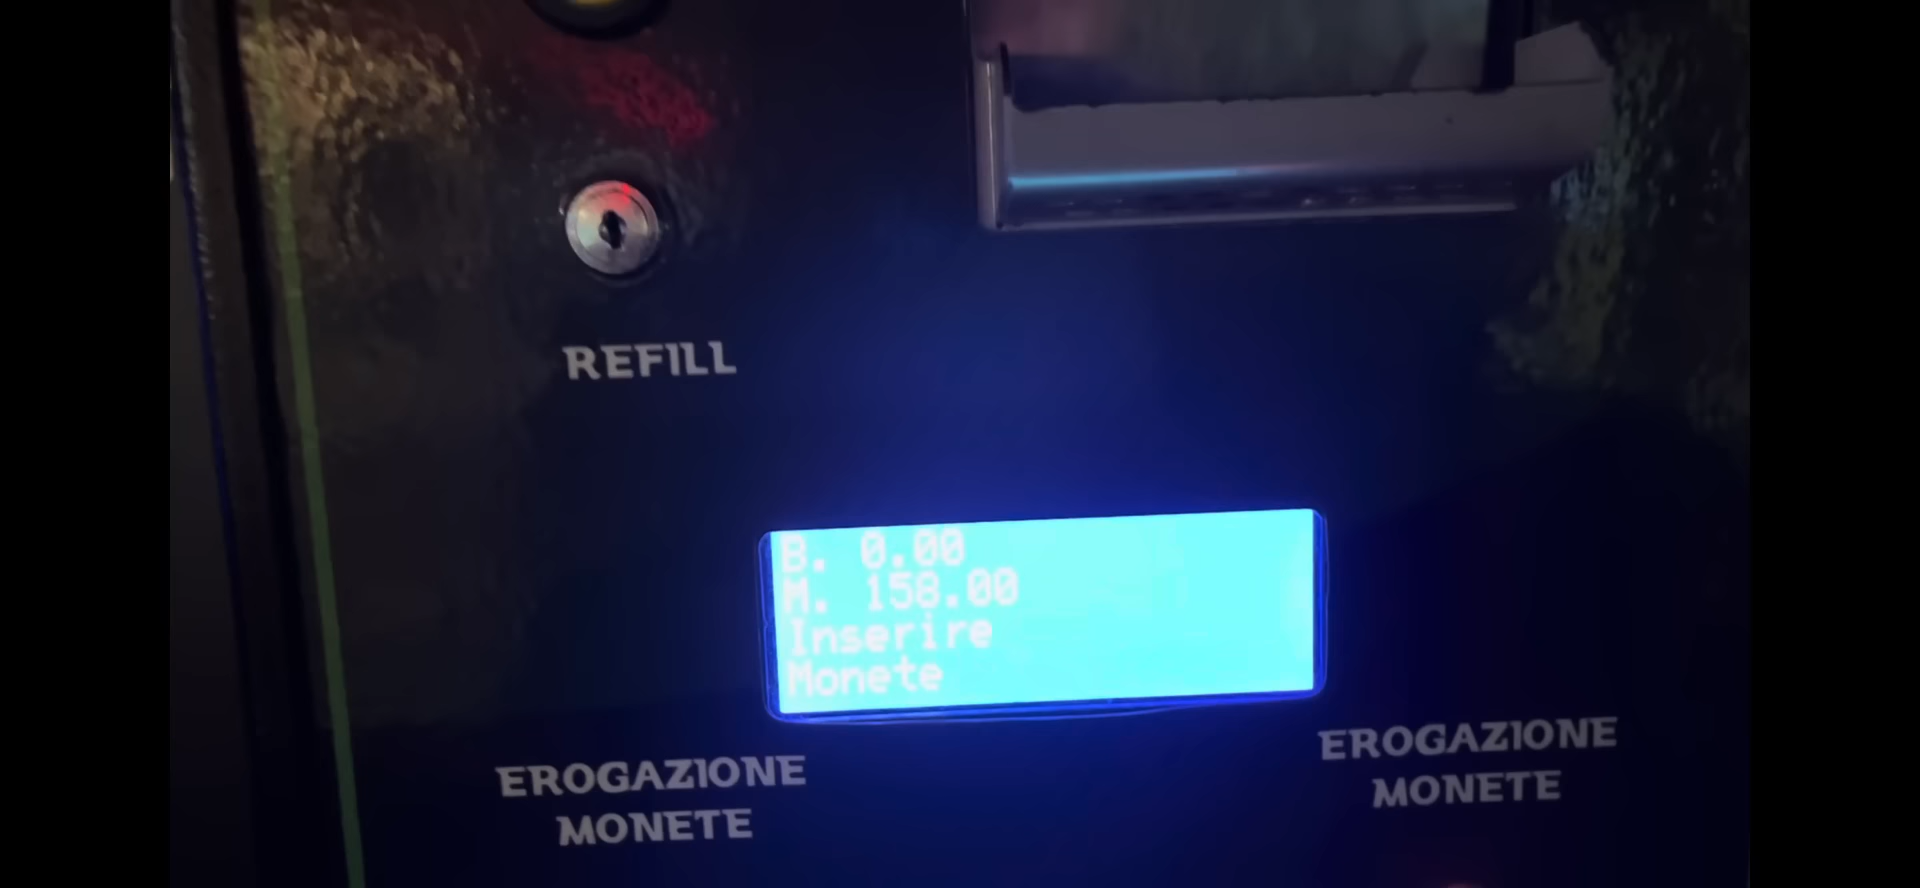 REFILL
B. 0.00
M. 158.00
Inserire
Monete
EROGAZIONE
MONETE
EROGAZIONE
MONETE